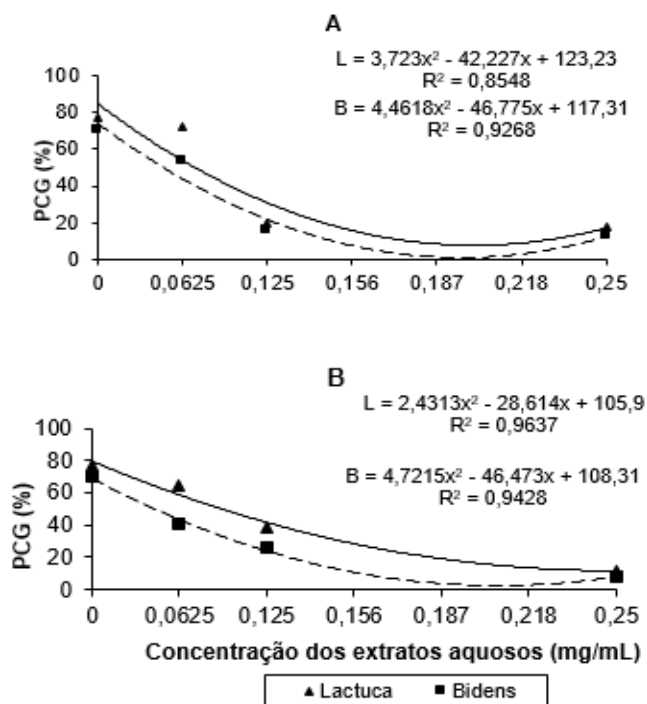 A
L = 3,723x² - 42,227x + 123,23
R² = 0,8548
B = 4,4618x² - 46,775x + 117,31
R² = 0,9268
PCG (%)
100
80
60
40
20
0
0 0,0625 0,125 0,156 0,187 0,218 0,25
B
L = 2,4313x² - 28,614x + 105,9
R² = 0,9637
B = 4,7215x² - 46,473x + 108,31
R² = 0,9428
PCG (%)
100
80
60
40
20
0
0 0,0625 0,125 0,156 0,187 0,218 0,25
Concentração dos extratos aquosos (mg/mL)
Lactuca Bidens